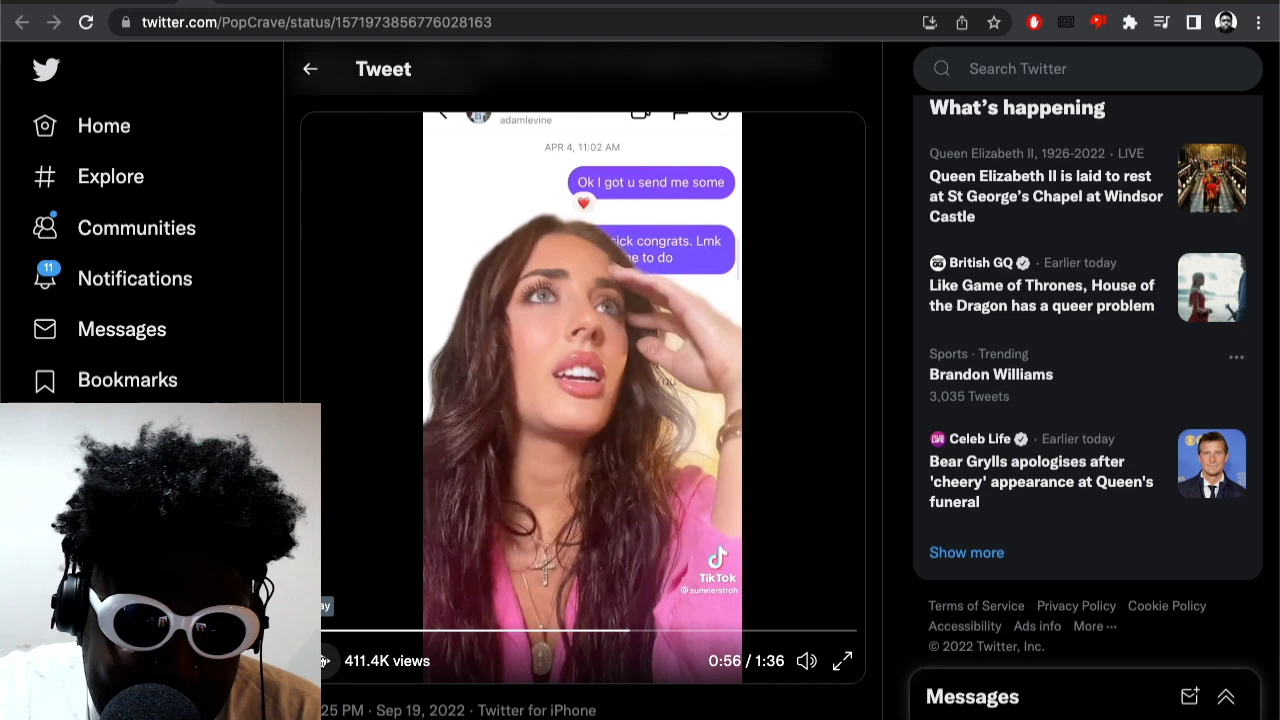 twitter.com/PopCrave/status/1571973856776028163
Tweet
Search Twitter
Home
Explore
Communities
11
Notifications
Messages
Bookmarks
adamlevine
APR 4, 11:02 AM
Ok I got u send me some
sick congrats. Lmk
to do
TikTok
@sumnerstroh
411.4K views
0:56 / 1:36
25 PM · Sep 19, 2022 · Twitter for iPhone
What's happening
Queen Elizabeth II, 1926-2022 · LIVE
Queen Elizabeth II is laid to rest
at St George's Chapel at Windsor
Castle
British GQ · Earlier today
Like Game of Thrones, House of
the Dragon has a queer problem
Sports · Trending
Brandon Williams
3,035 Tweets
Celeb Life · Earlier today
Bear Grylls apologises after
'cheery' appearance at Queen's
funeral
Show more
Terms of Service Privacy Policy Cookie Policy
Accessibility Ads info More ···
© 2022 Twitter, Inc.
Messages